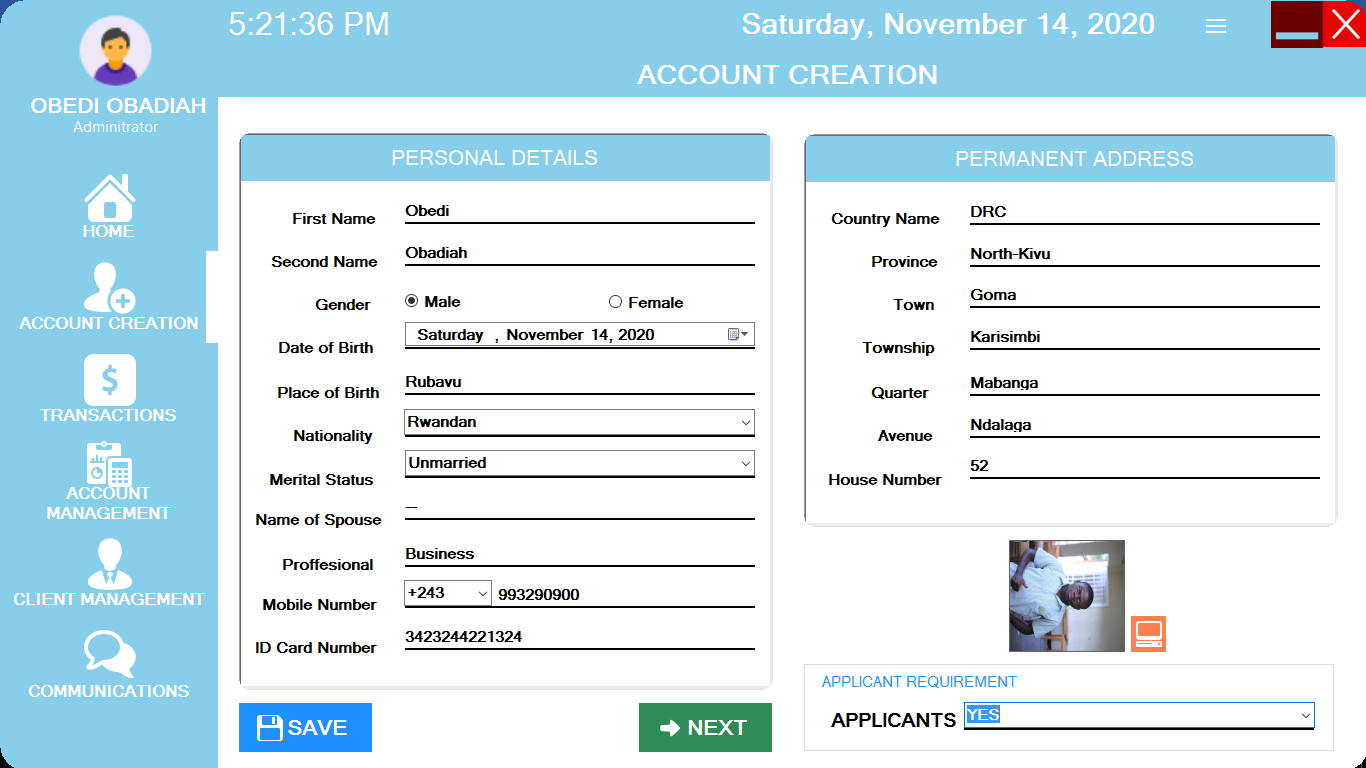 5:21:36 PM
Saturday, November 14, 2020
ACCOUNT CREATION
OBEDI OBADIAH
Adminitrator
HOME
ACCOUNT CREATION
TRANSACTIONS
ACCOUNT
MANAGEMENT
CLIENT MANAGEMENT
COMMUNICATIONS
PERSONAL DETAILS
First Name Obedi
Second Name Obadiah
Gender Male Female
Date of Birth Saturday , November 14, 2020
Place of Birth Rubavu
Nationality Rwandan
Merital Status Unmarried
Name of Spouse --
Proffesional Business
Mobile Number +243 993290900
ID Card Number 3423244221324
SAVE
NEXT
PERMANENT ADDRESS
Country Name DRC
Province North-Kivu
Town Goma
Township Karisimbi
Quarter Mabanga
Avenue Ndalaga
House Number 52
APPLICANT REQUIREMENT
APPLICANTS YES